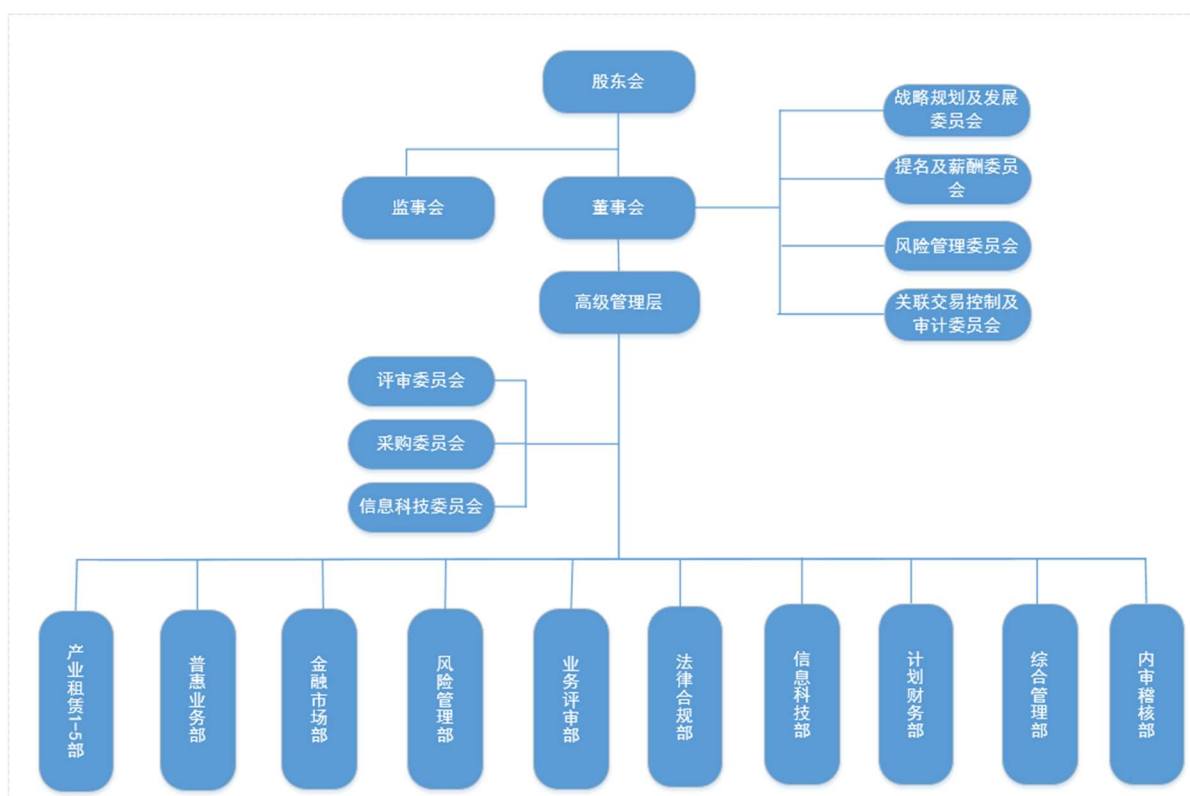 股东会
战略规划及发展
委员会
提名及薪酬委员
会
监事会
董事会
风险管理委员会
高级管理层
关联交易控制及
审计委员会
评审委员会
采购委员会
信息科技委员会
产业租赁1-5部
普惠业务部
金融市场部
风险管理部
业务评审部
法律合规部
信息科技部
计划财务部
综合管理部
内审稽核部